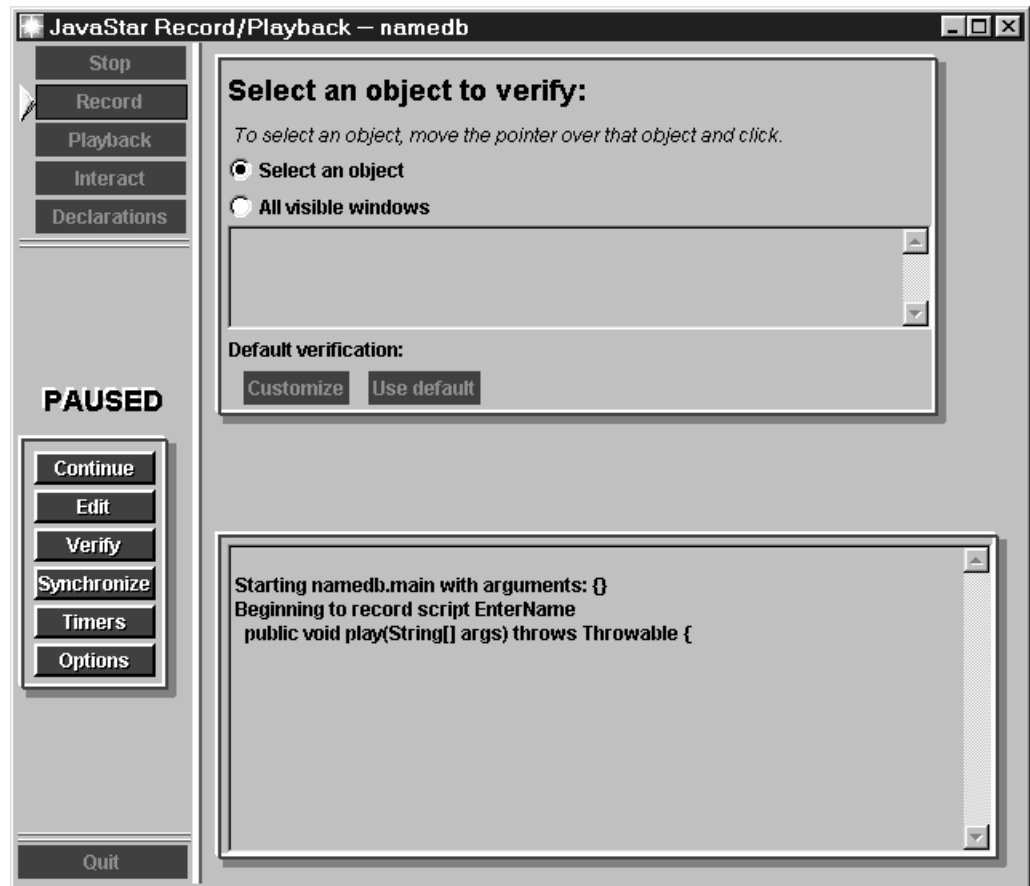 JavaStar Record/Playback — namedb
Stop
Record
Playback
Interact
Declarations
PAUSED
Continue
Edit
Verify
Synchronize
Timers
Options
Quit
Select an object to verify:
To select an object, move the pointer over that object and click.
Select an object
All visible windows
Default verification:
Customize Use default
Starting namedb.main with arguments: {}
Beginning to record script EnterName
public void play(String[] args) throws Throwable {